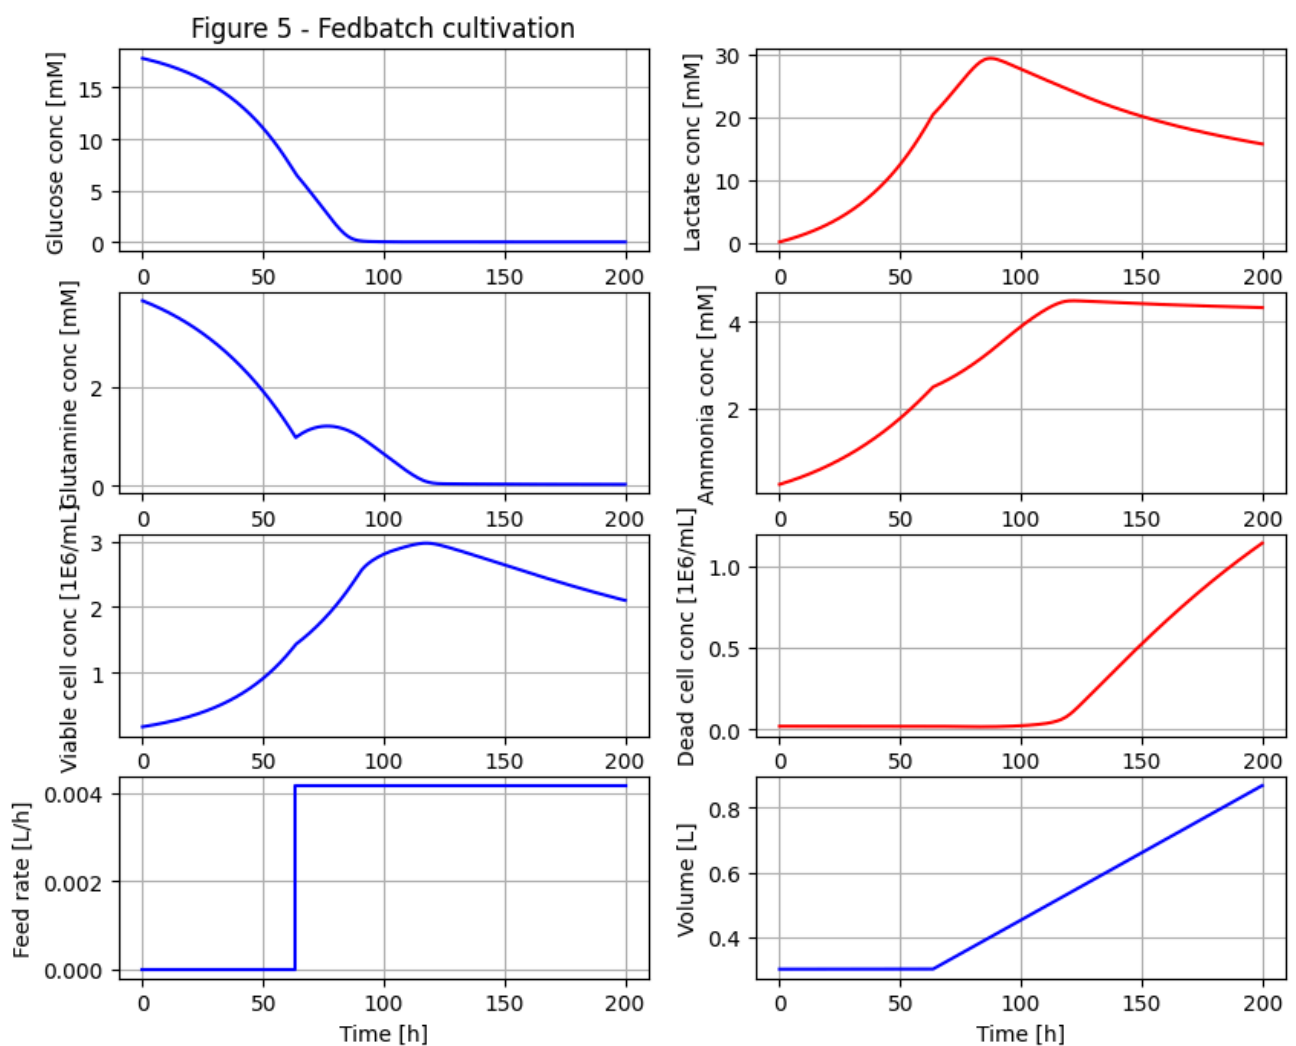 Figure 5 - Fedbatch cultivation
Glucose conc [mM]
15
10
5
0
0 50 100 150 200
Lactate conc [mM]
30
20
10
0
0 50 100 150 200
Glutamine conc [mM]
2
0
0 50 100 150 200
Ammonia conc [mM]
4
2
0 50 100 150 200
Viable cell conc [1E6/mL]
3
2
1
0 50 100 150 200
Dead cell conc [1E6/mL]
1.0
0.5
0.0
0 50 100 150 200
Feed rate [L/h]
0.004
0.002
0.000
0 50 100 150 200
Time [h]
Volume [L]
0.8
0.6
0.4
0 50 100 150 200
Time [h]